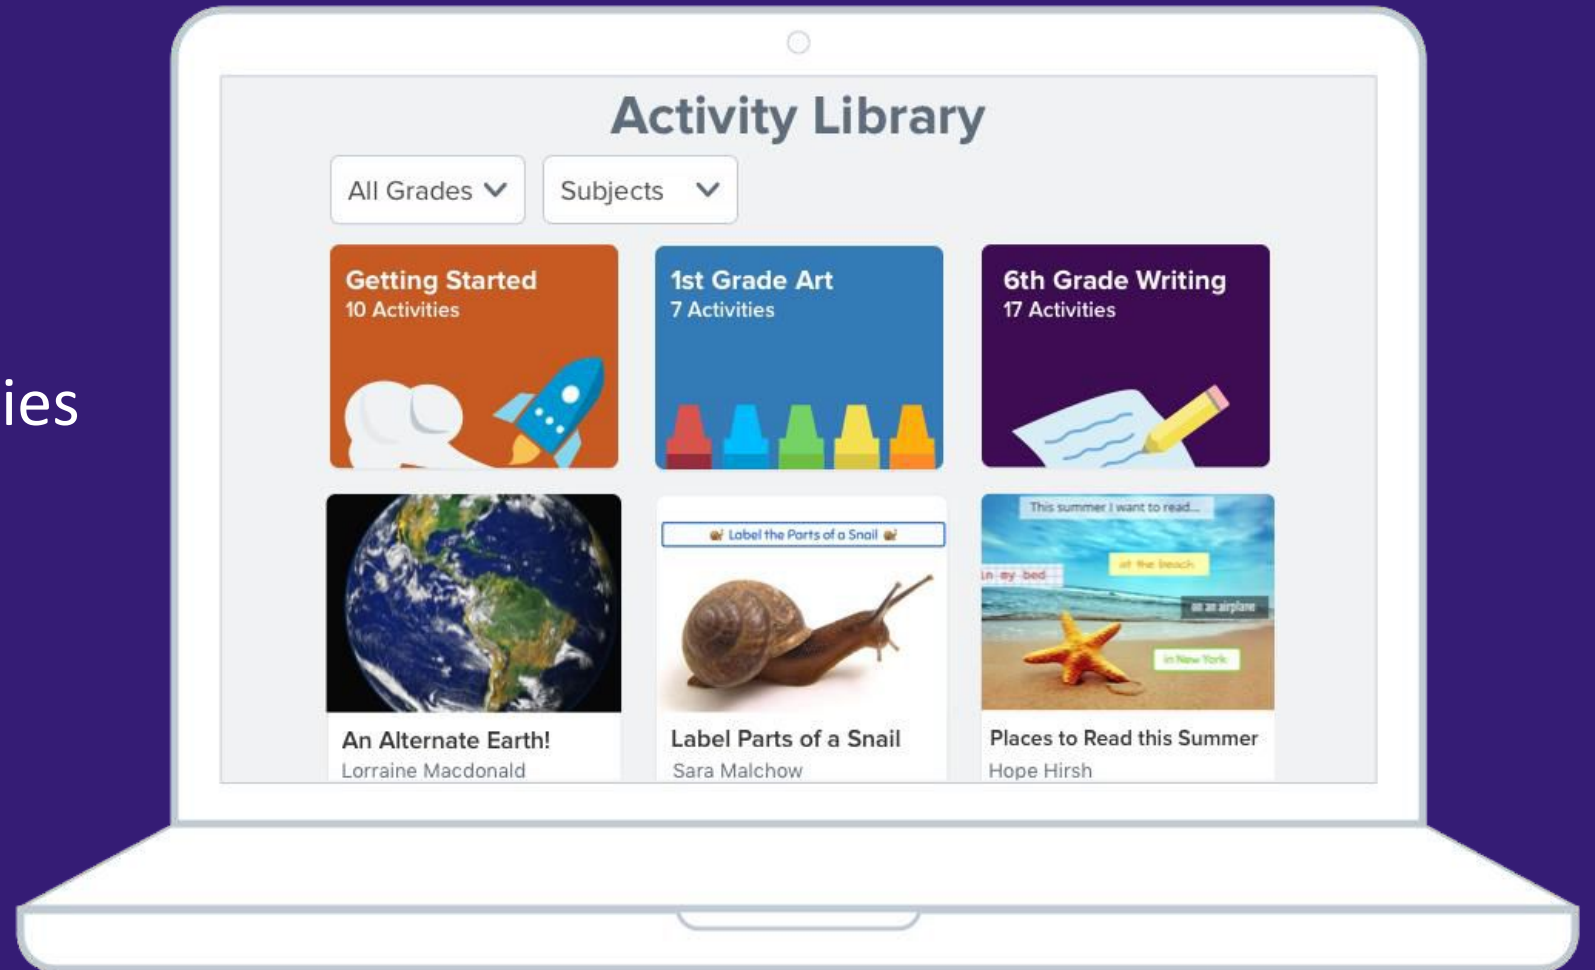 ies
Activity Library
All Grades
Subjects
Getting Started
10 Activities
1st Grade Art
7 Activities
6th Grade Writing
17 Activities
Label the Parts of a Snail
This summer I want to read...
in my bed
at the beach
on an airplane
in New York
An Alternate Earth!
Lorraine Macdonald
Label Parts of a Snail
Sara Malchow
Places to Read this Summer
Hope Hirsh